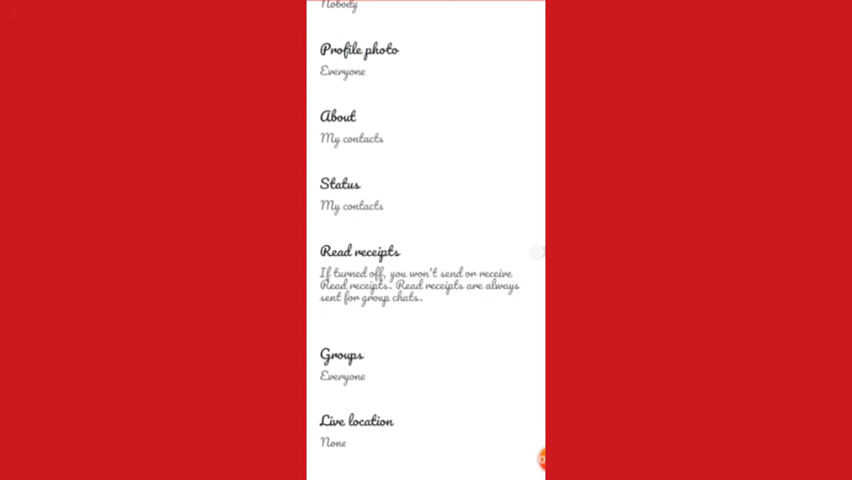 Nobody
Profile photo
Everyone
About
My contacts
Status
My contacts
Read receipts
If turned off, you won't send or receive
Read receipts. Read receipts are always
sent for group chats.
Groups
Everyone
Live location
None